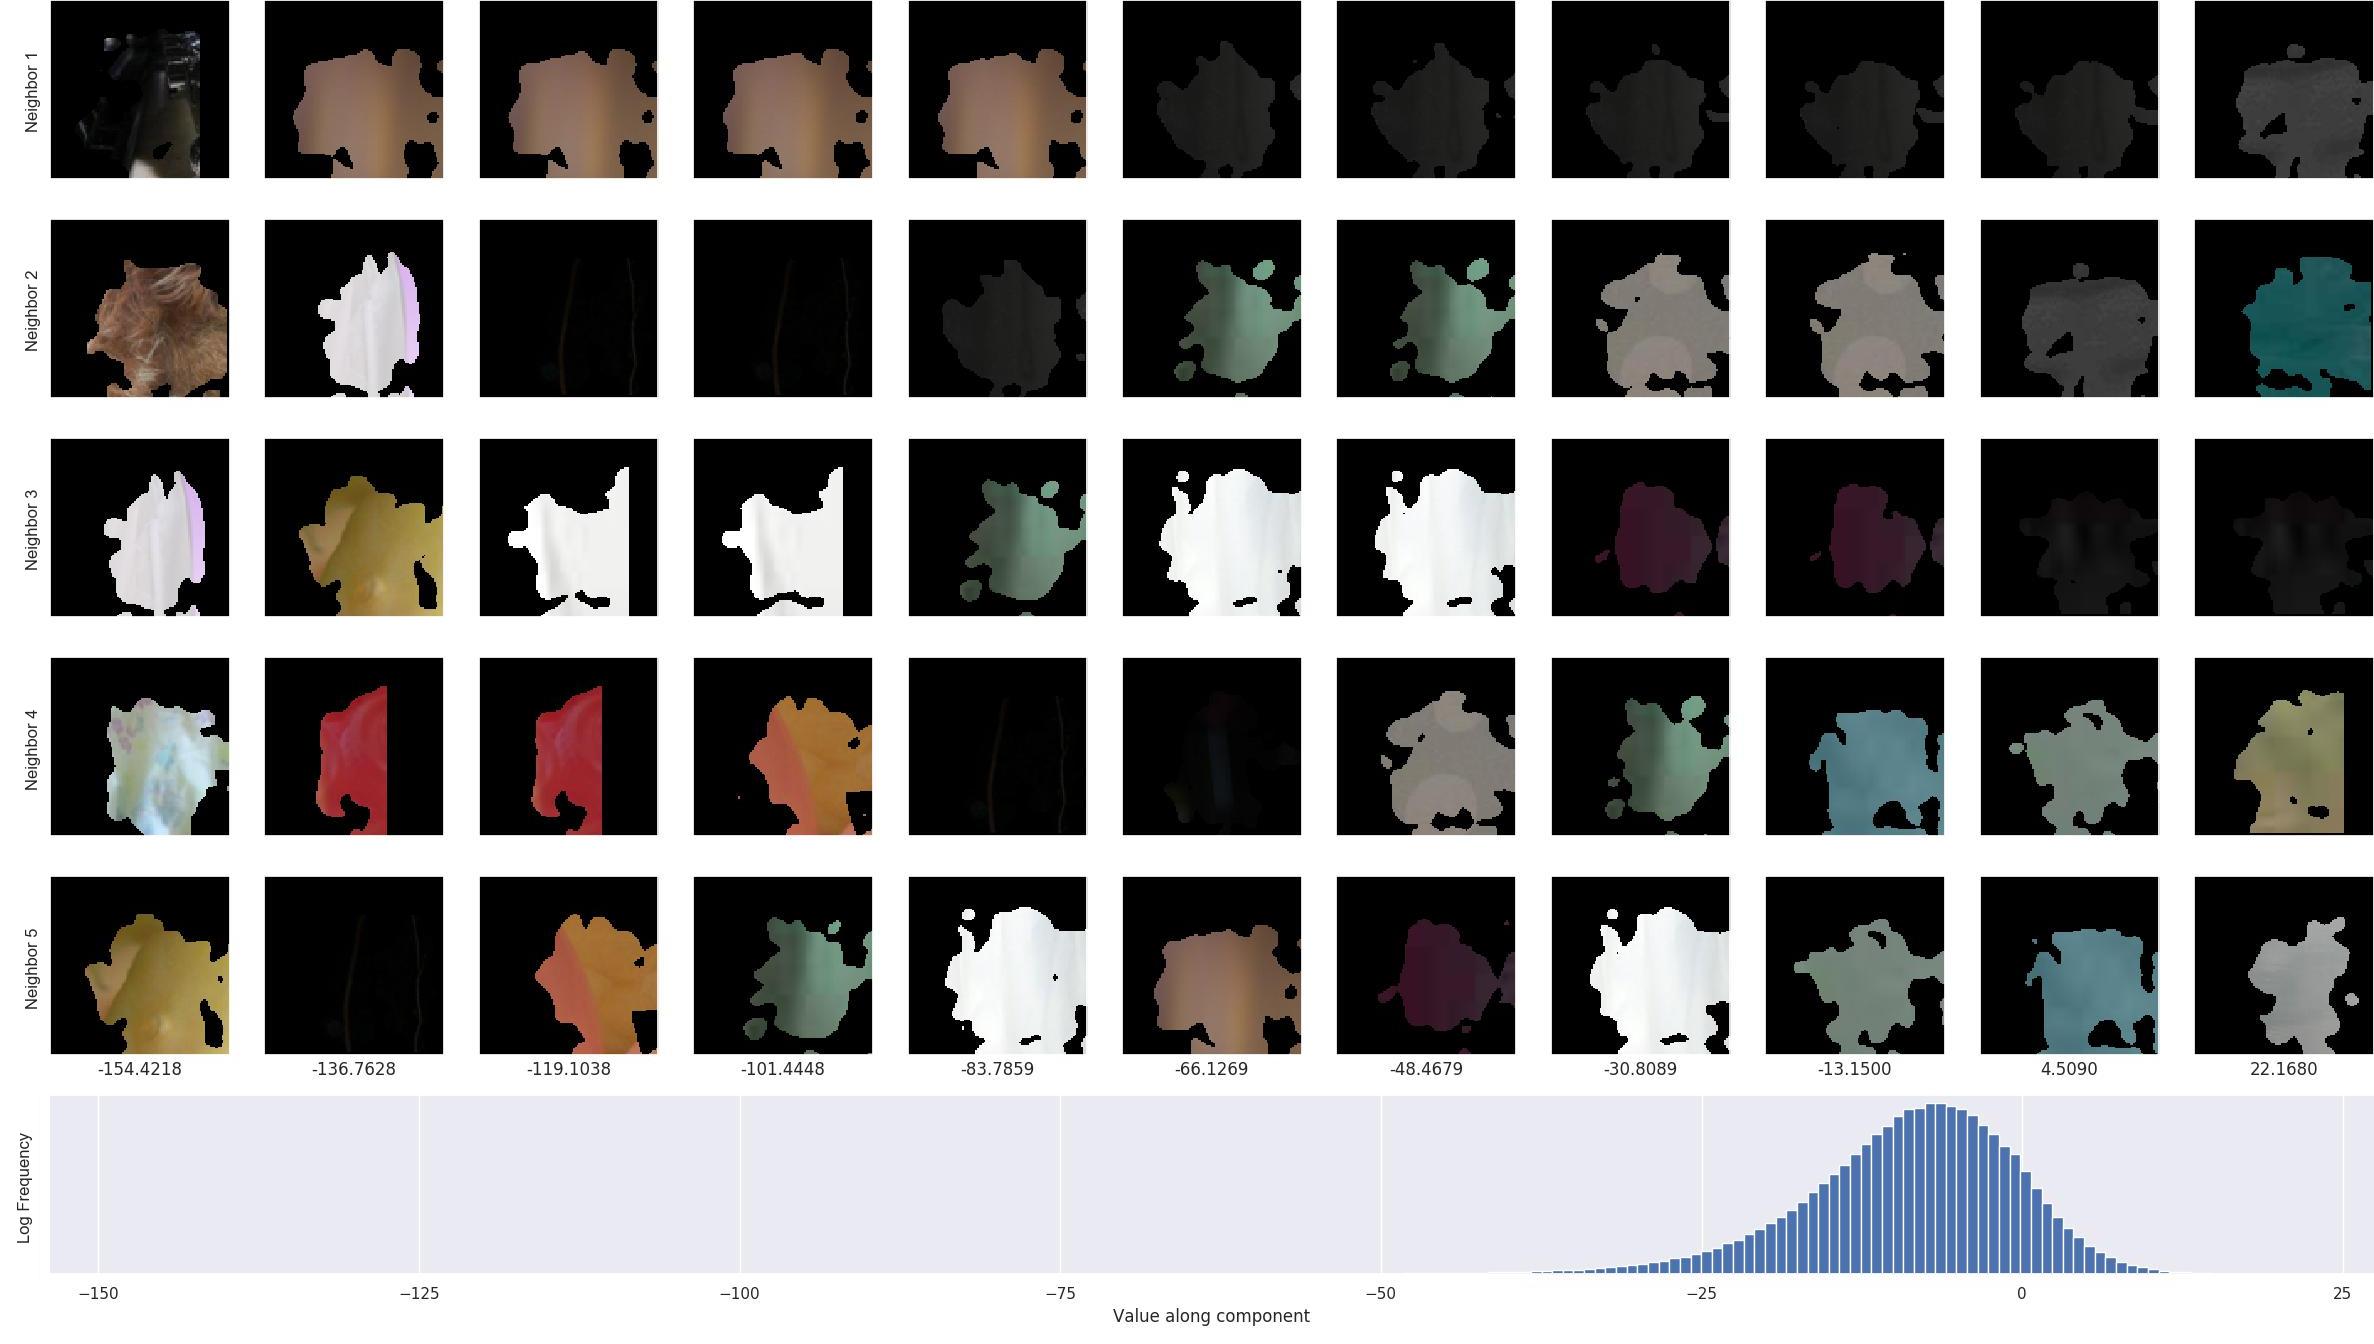 Neighbor 1
Neighbor 2
Neighbor 3
Neighbor 4
Neighbor 5
-154.4218 -136.7628 -119.1038 -101.4448 -83.7859 -66.1269 -48.4679 -30.8089 -13.1500 4.5090 22.1680
Log Frequency
−150 −125 −100 −75 −50 −25 0 25
Value along component